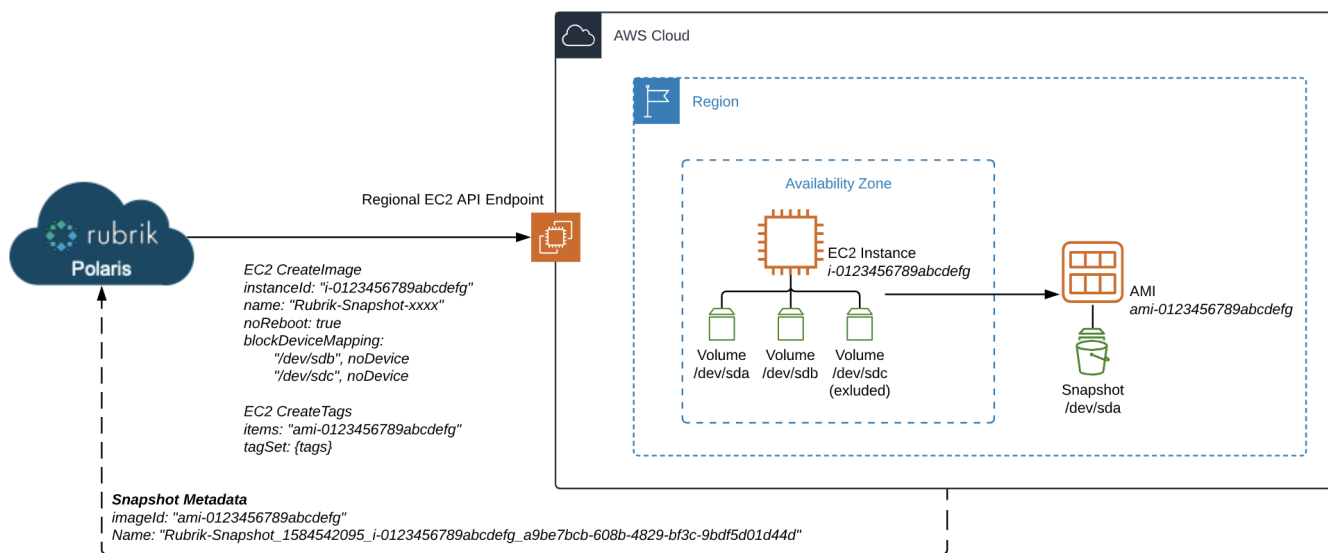 AWS Cloud
Region
Availability Zone
Regional EC2 API Endpoint
rubrik
Polaris
EC2 CreateImage
instanceId: "i-0123456789abcdefg"
name: "Rubrik-Snapshot-xxxx"
noReboot: true
blockDeviceMapping:
"/dev/sdb", noDevice
"/dev/sdc", noDevice
EC2 CreateTags
items: "ami-0123456789abcdefg"
tagSet: {tags}
EC2 Instance
i-0123456789abcdefg
Volume
/dev/sda
Volume
/dev/sdb
Volume
/dev/sdc
(exluded)
AMI
ami-0123456789abcdefg
Snapshot
/dev/sda
Snapshot Metadata
imageId: "ami-0123456789abcdefg"
Name: "Rubrik-Snapshot_1584542095_i-0123456789abcdefg_a9be7bcb-608b-4829-bf3c-9bdf5d01d44d"